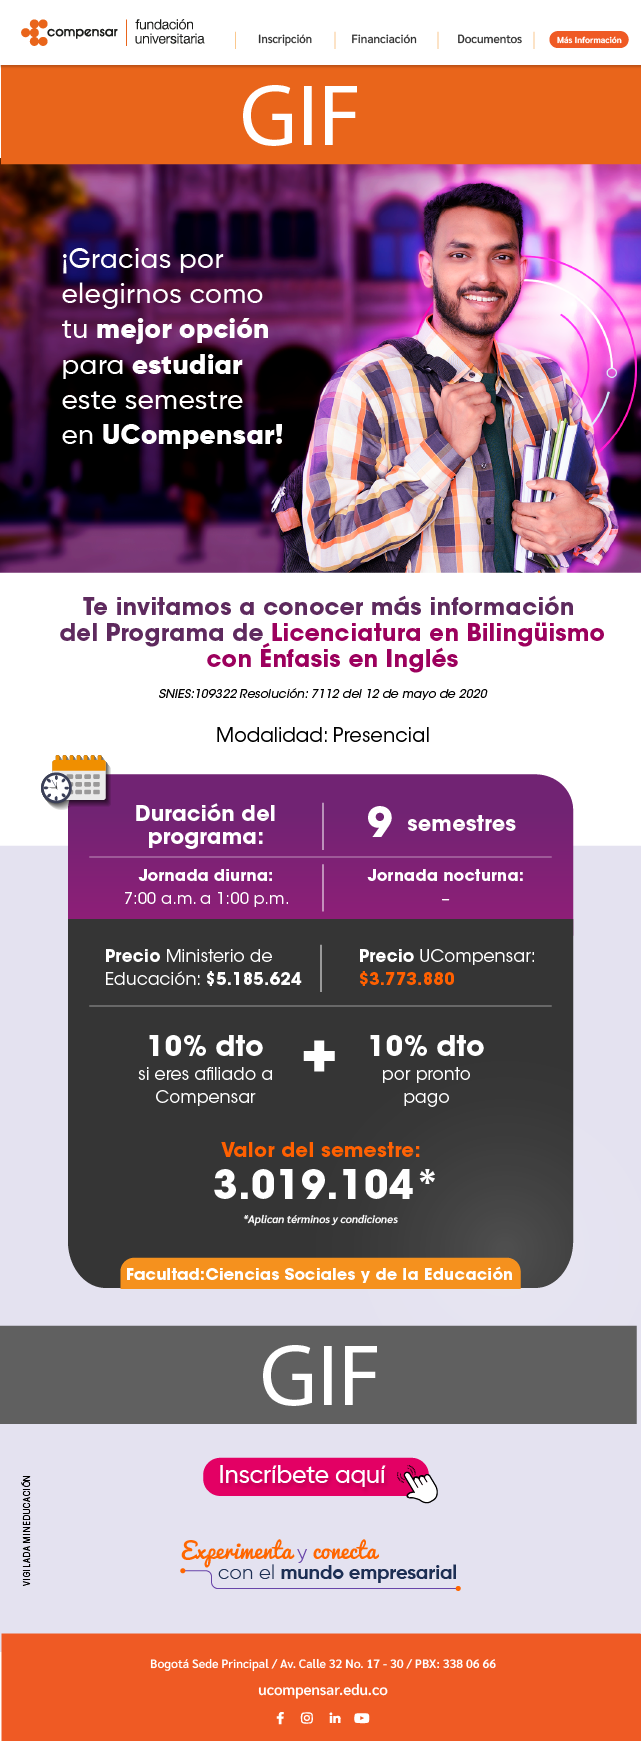 compensar
fundación
universitaria
Inscripción
Financiación
Documentos
Más Información
GIF
¡Gracias por
elegirnos como
tu mejor opción
para estudiar
este semestre
en UCompensar!
Te invitamos a conocer más información
del Programa de Licenciatura en Bilingüismo
con Énfasis en Inglés
SNIES:109322 Resolución: 7112 del 12 de mayo de 2020
Modalidad: Presencial
Duración del
programa:
9 semestres
Jornada diurna:
7:00 a.m. a 1:00 p.m.
Jornada nocturna:
–
Precio Ministerio de
Educación: $5.185.624
Precio UCompensar:
$3.773.880
10% dto
si eres afiliado a
Compensar
+
10% dto
por pronto
pago
Valor del semestre:
3.019.104*
*Aplican términos y condiciones
Facultad:Ciencias Sociales y de la Educación
GIF
Inscríbete aquí
VIGILADA MINEDUCACIÓN
Experimenta y conecta
con el mundo empresarial
Bogotá Sede Principal / Av. Calle 32 No. 17 - 30 / PBX: 338 06 66
ucompensar.edu.co